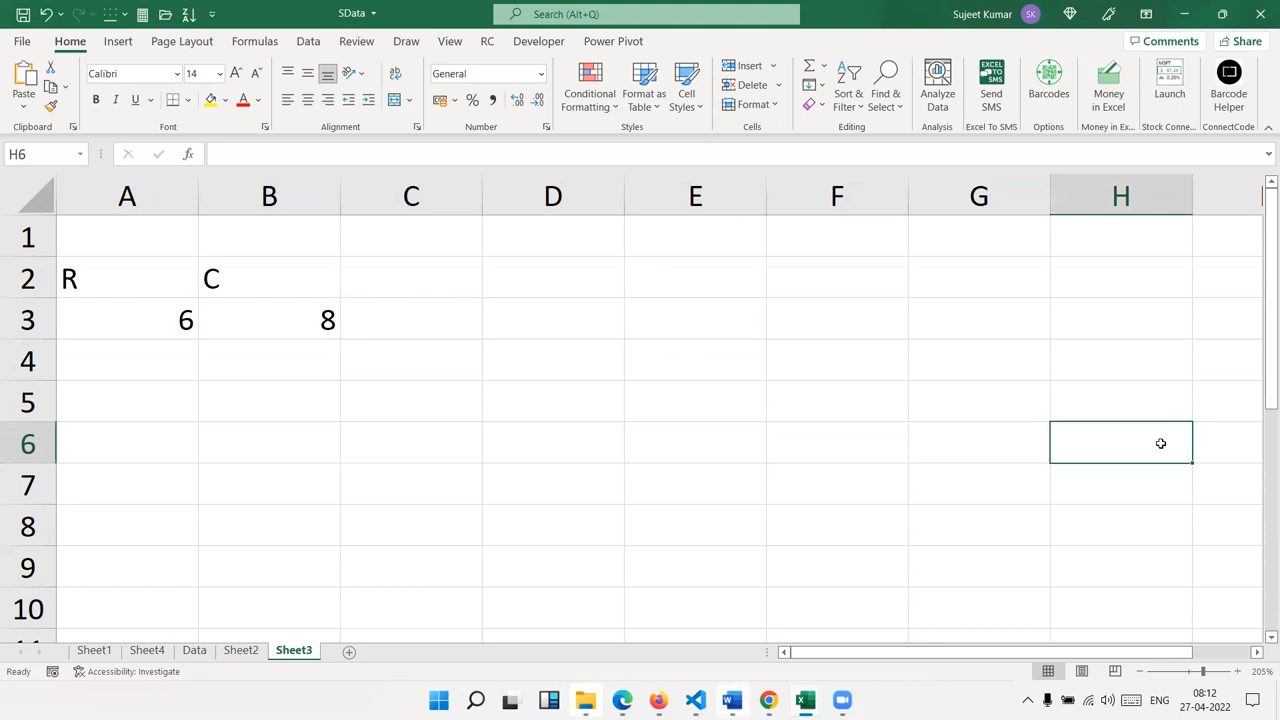 SData
Search (Alt+Q)
Sujeet Kumar SK
File Home Insert Page Layout Formulas Data Review View Draw RC Developer Power Pivot Comments Share
Paste
Calibri 14
B I U A
General
Conditional Formatting
Format as Table
Cell Styles
Insert
Delete
Format
Sort & Filter
Find & Select
Analyze Data
Send SMS
Barcodes
Money in Excel
Launch
Barcode Helper
Clipboard Font Alignment Number Styles Cells Editing Analysis Excel To SMS Options Money in Ex... Stock Conne... ConnectCode
H6 fx
A B C D E F G H
1
2 R C
3 6 8
4
5
6
7
8
9
10
Sheet1 Sheet4 Data Sheet2 Sheet3
Ready Accessibility: Investigate 205%
ENG 08:12
27-04-2022